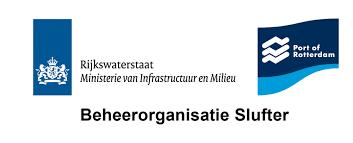 Rijkswaterstaat
Ministerie van Infrastructuur en Milieu
Port of
Rotterdam
Beheerorganisatie Slufter